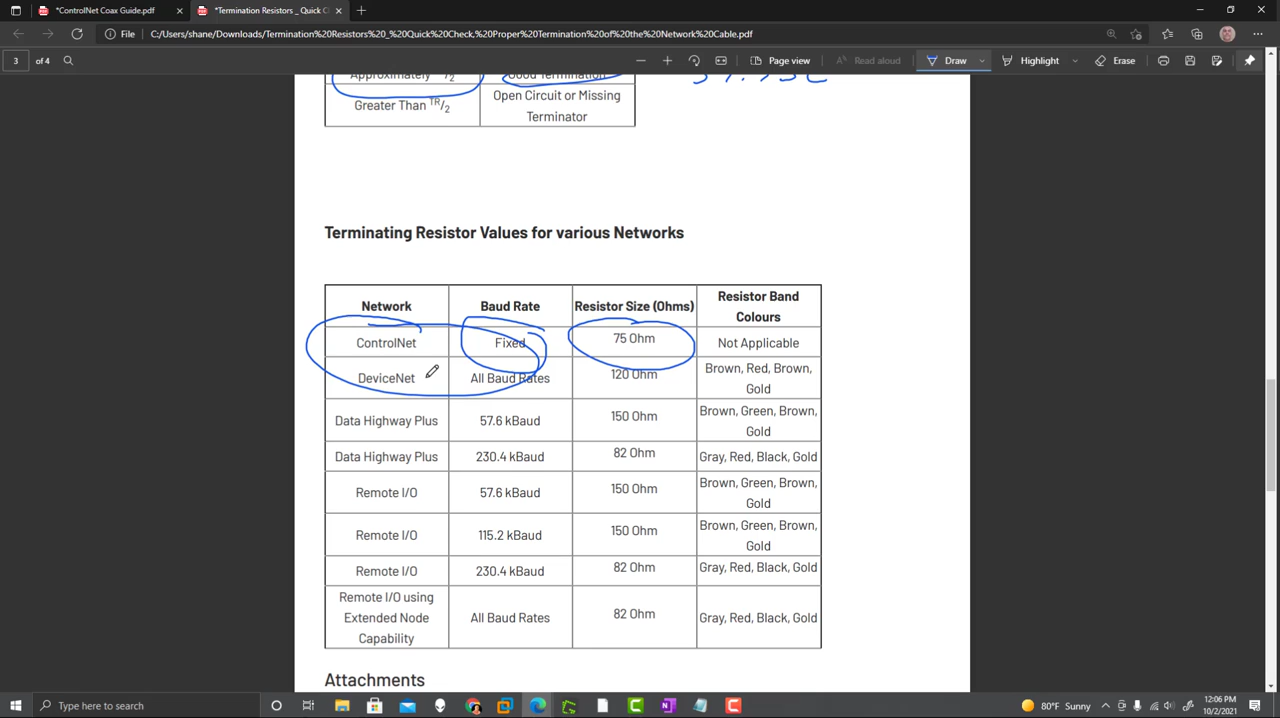 *ControlNet Coax Guide.pdf
*Termination Resistors _ Quick C
File C:/Users/shane/Downloads/Termination%20Resistors%20_%20Quick%20Check,%20Proper%20Termination%20of%20the%20Network%20Cable.pdf
3 of 4
Page view
Read aloud
Draw
Highlight
Erase
Approximately TR/2 Good Termination
Greater Than TR/2 Open Circuit or Missing
Terminator
Terminating Resistor Values for various Networks
Network Baud Rate Resistor Size (Ohms) Resistor Band
Colours
ControlNet Fixed 75 Ohm Not Applicable
DeviceNet All Baud Rates 120 Ohm Brown, Red, Brown,
Gold
Data Highway Plus 57.6 kBaud 150 Ohm Brown, Green, Brown,
Gold
Data Highway Plus 230.4 kBaud 82 Ohm Gray, Red, Black, Gold
Remote I/O 57.6 kBaud 150 Ohm Brown, Green, Brown,
Gold
Remote I/O 115.2 kBaud 150 Ohm Brown, Green, Brown,
Gold
Remote I/O 230.4 kBaud 82 Ohm Gray, Red, Black, Gold
Remote I/O using
Extended Node
Capability
All Baud Rates 82 Ohm Gray, Red, Black, Gold
Attachments
Type here to search
80°F Sunny
12:06 PM
10/2/2021